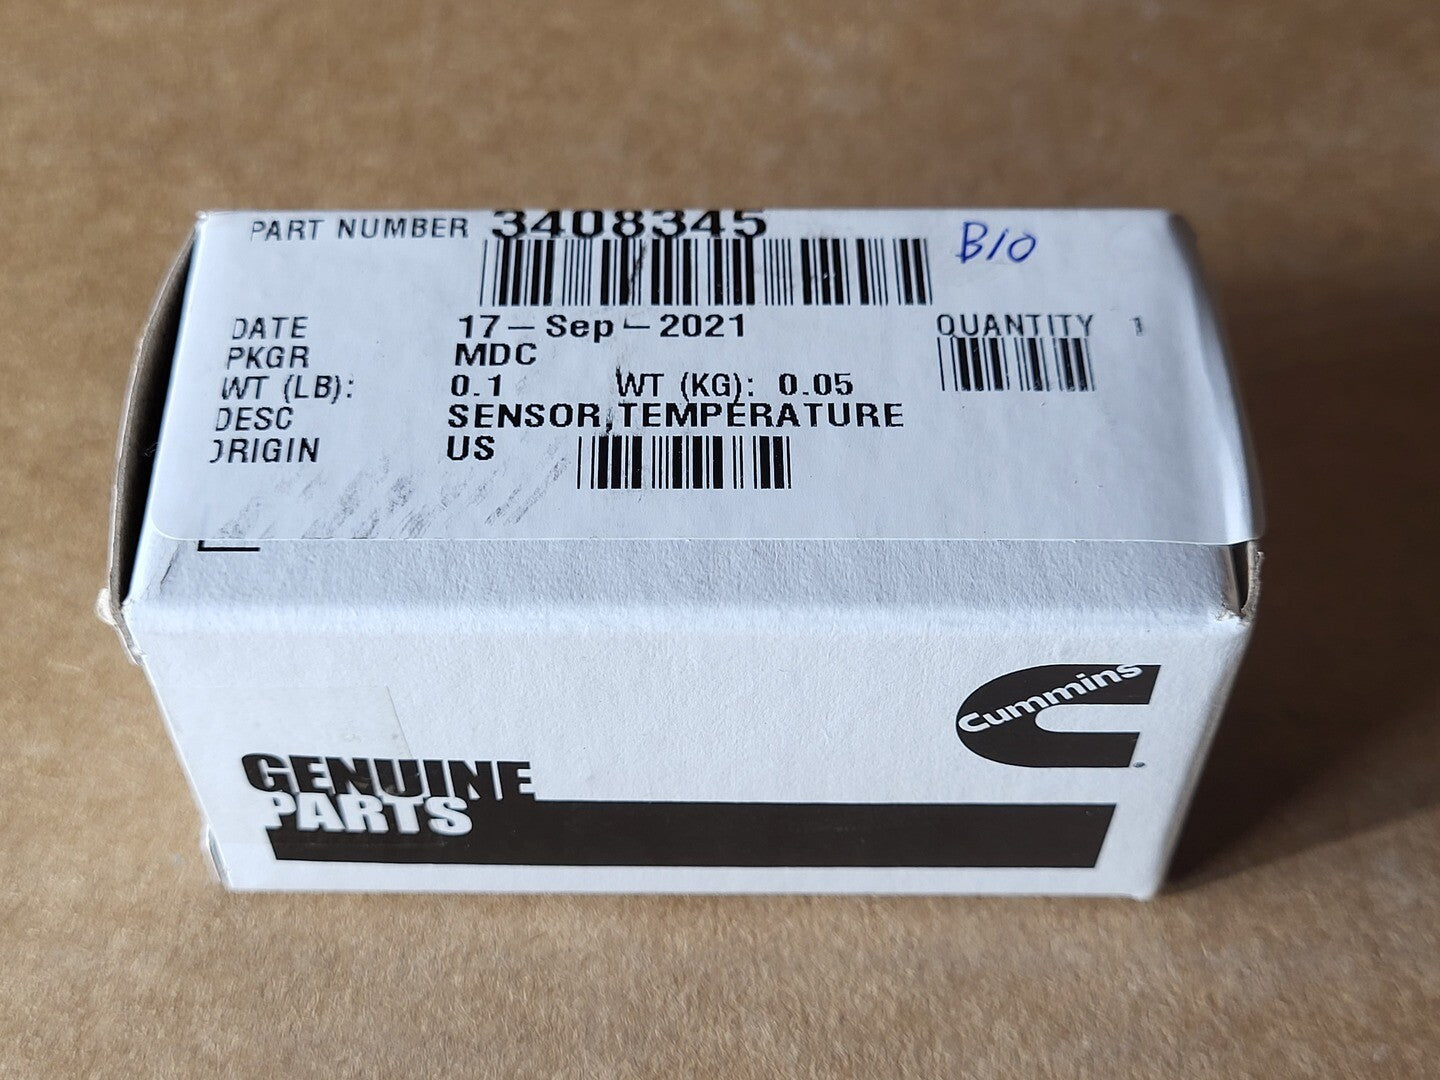 PART NUMBER 3408345
B10
DATE 17-Sep-2021 QUANTITY 1
PKGR MDC
WT (LB): 0.1 WT (KG): 0.05
DESC SENSOR,TEMPERATURE
ORIGIN US
Cummins
GENUINE
PARTS